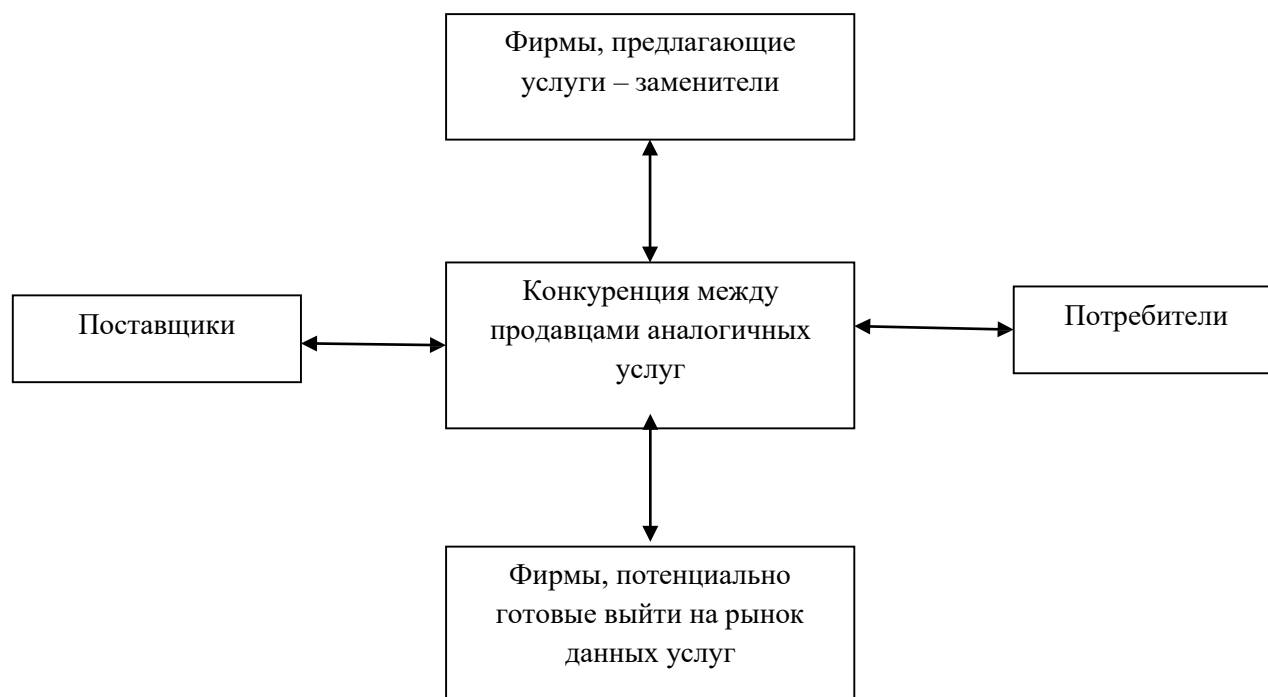 Фирмы, предлагающие
услуги – заменители
Поставщики
Конкуренция между
продавцами аналогичных
услуг
Потребители
Фирмы, потенциально
готовые выйти на рынок
данных услуг